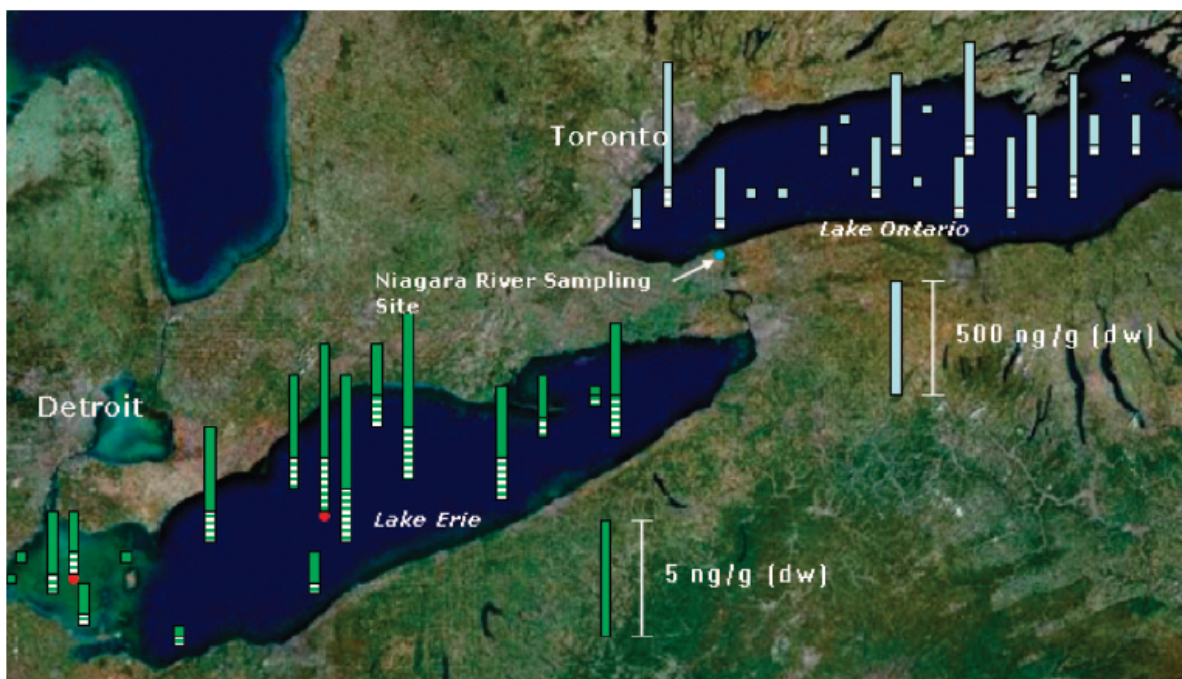 Toronto
Lake Ontario
Niagara River Sampling
Site
500 ng/g (dw)
Detroit
Lake Erie
5 ng/g (dw)